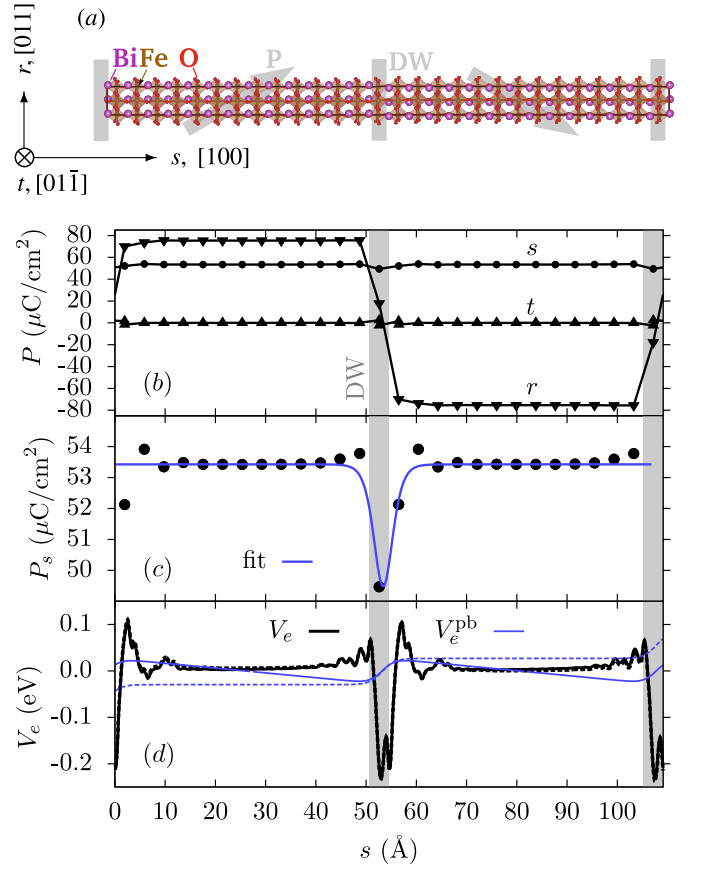 (a)
r, [011]
BiFe O P DW
s, [100]
t, [011̄]
80
60
40
20
0
-20
-40
-60
-80
P (μC/cm²)
s
t
r
DW
(b)
54
53
52
51
50
P_s (μC/cm²)
fit
(c)
0.1
0.0
-0.1
-0.2
V_e (eV)
V_e V_e^pb
(d)
0 10 20 30 40 50 60 70 80 90 100
s (Å)